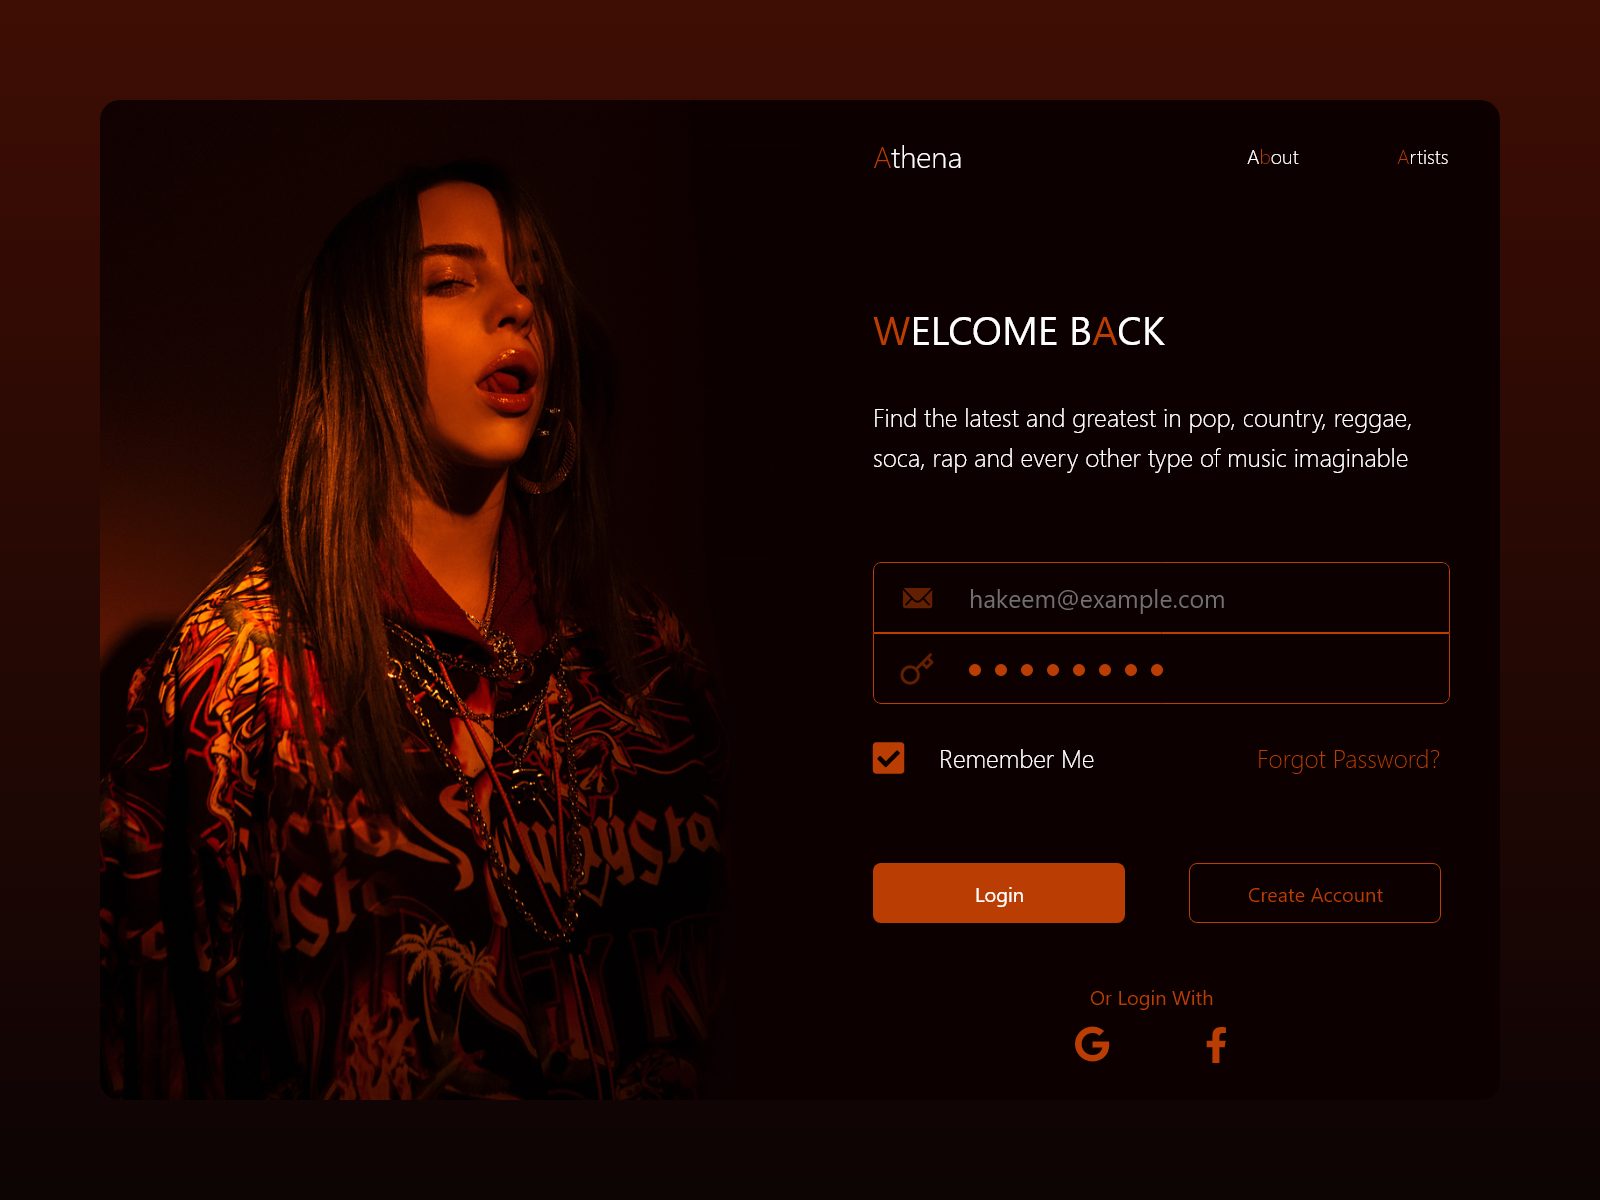 Athena
About
Artists
WELCOME BACK
Find the latest and greatest in pop, country, reggae,
soca, rap and every other type of music imaginable
hakeem@example.com
Remember Me
Forgot Password?
Login
Create Account
Or Login With